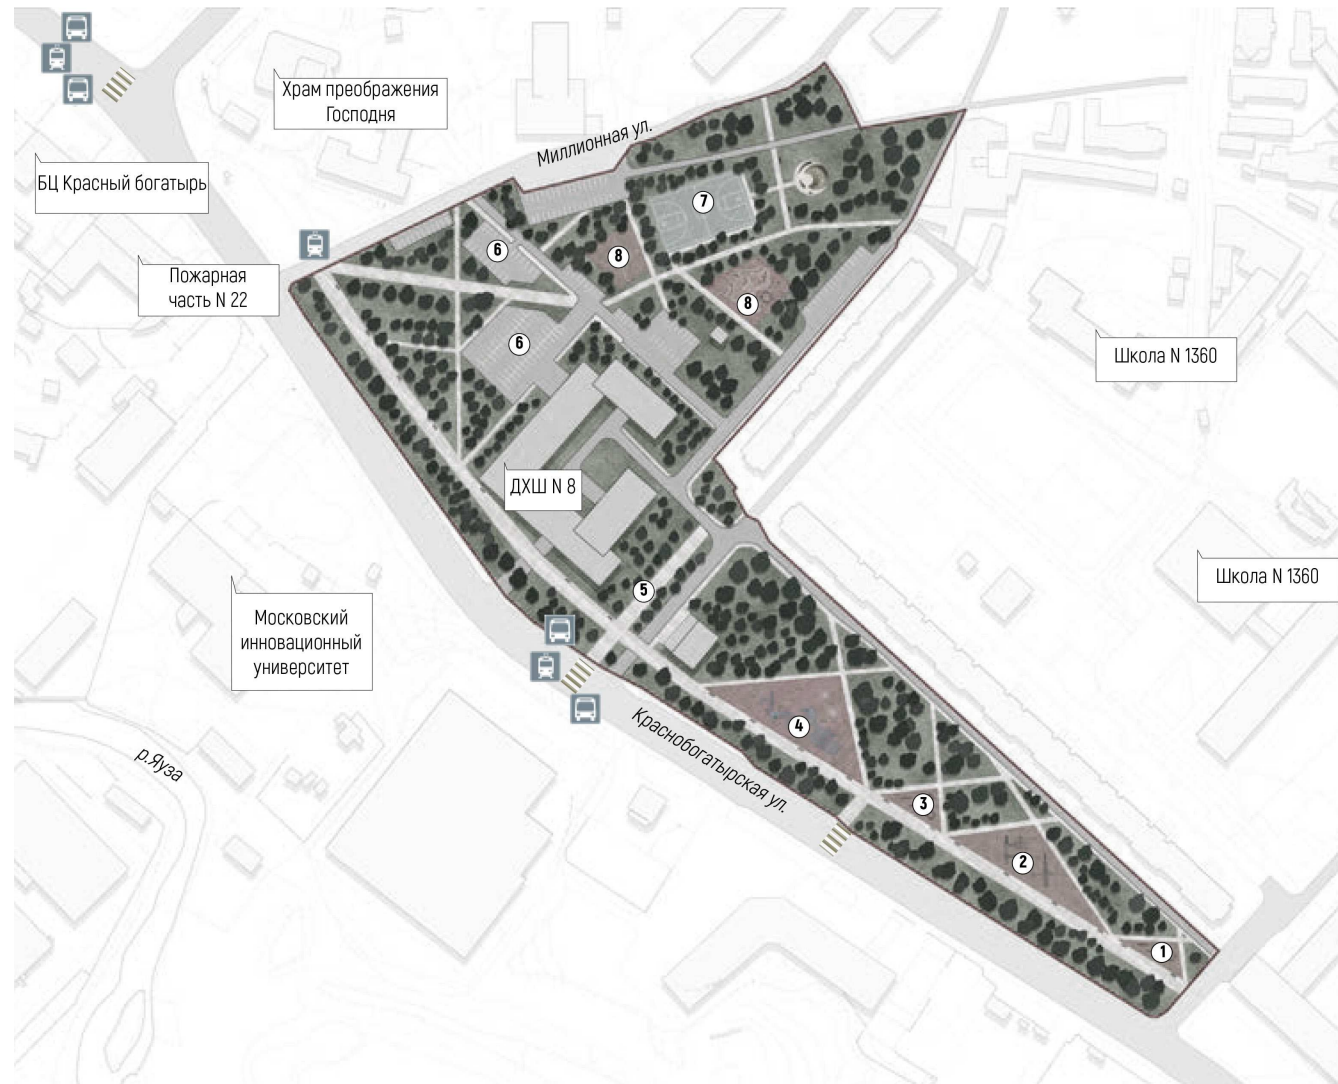 Храм преображения
Господня
Миллионная ул.
БЦ Красный богатырь
7
6
8
Пожарная
часть N 22
8
6
Школа N 1360
ДХШ N 8
Школа N 1360
5
Московский
инновационный
университет
4
Краснобогатырская ул.
р.Яуза
3
2
1